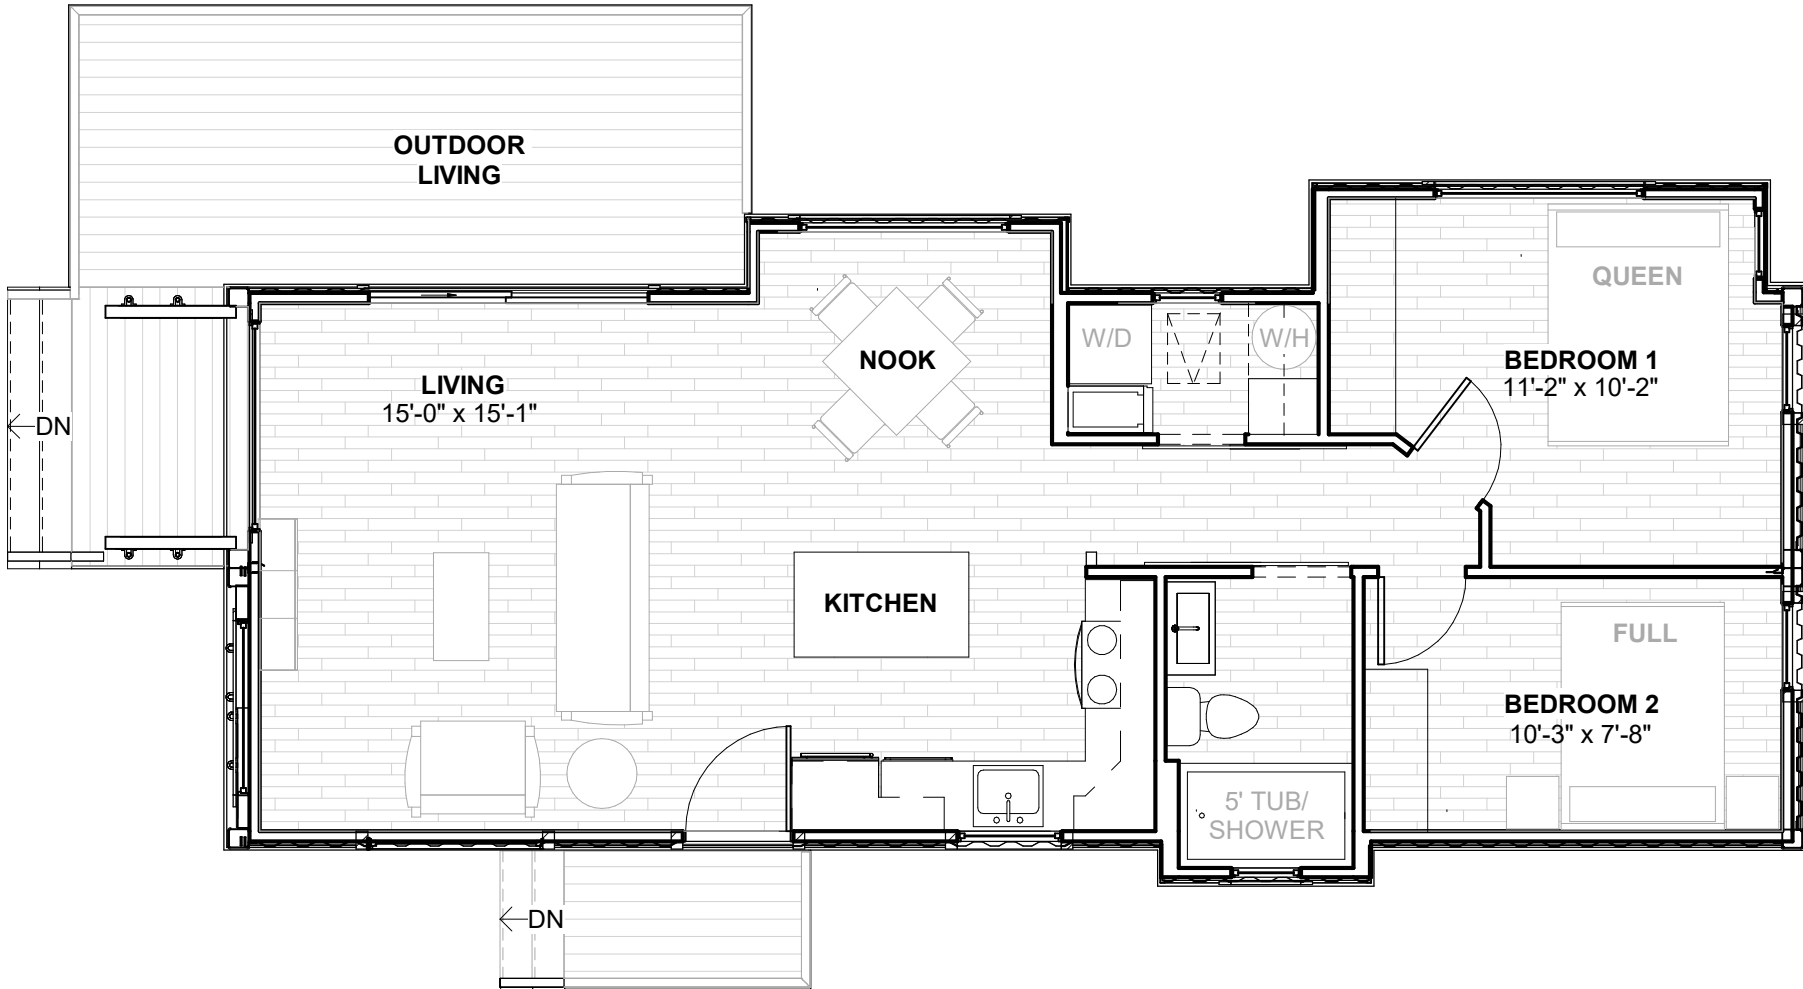 OUTDOOR
LIVING
QUEEN
W/D
W/H
NOOK
BEDROOM 1
11'-2" x 10'-2"
LIVING
15'-0" x 15'-1"
DN
KITCHEN
FULL
BEDROOM 2
10'-3" x 7'-8"
5' TUB/
SHOWER
DN